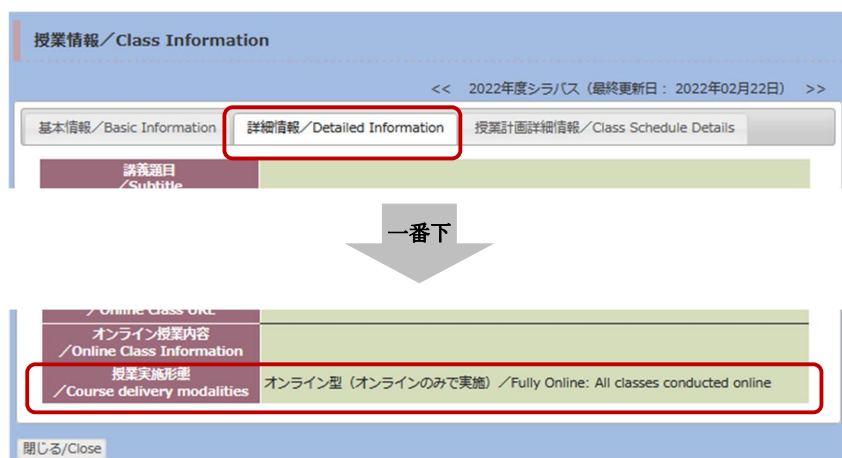 授業情報／Class Information
<< 2022年度シラバス（最終更新日： 2022年02月22日） >>
基本情報／Basic Information 詳細情報／Detailed Information 授業計画詳細情報／Class Schedule Details
講義題目
／Subtitle
一番下
／Online Class URL
オンライン授業内容
／Online Class Information
授業実施形態
／Course delivery modalities
オンライン型（オンラインのみで実施）／Fully Online: All classes conducted online
閉じる/Close